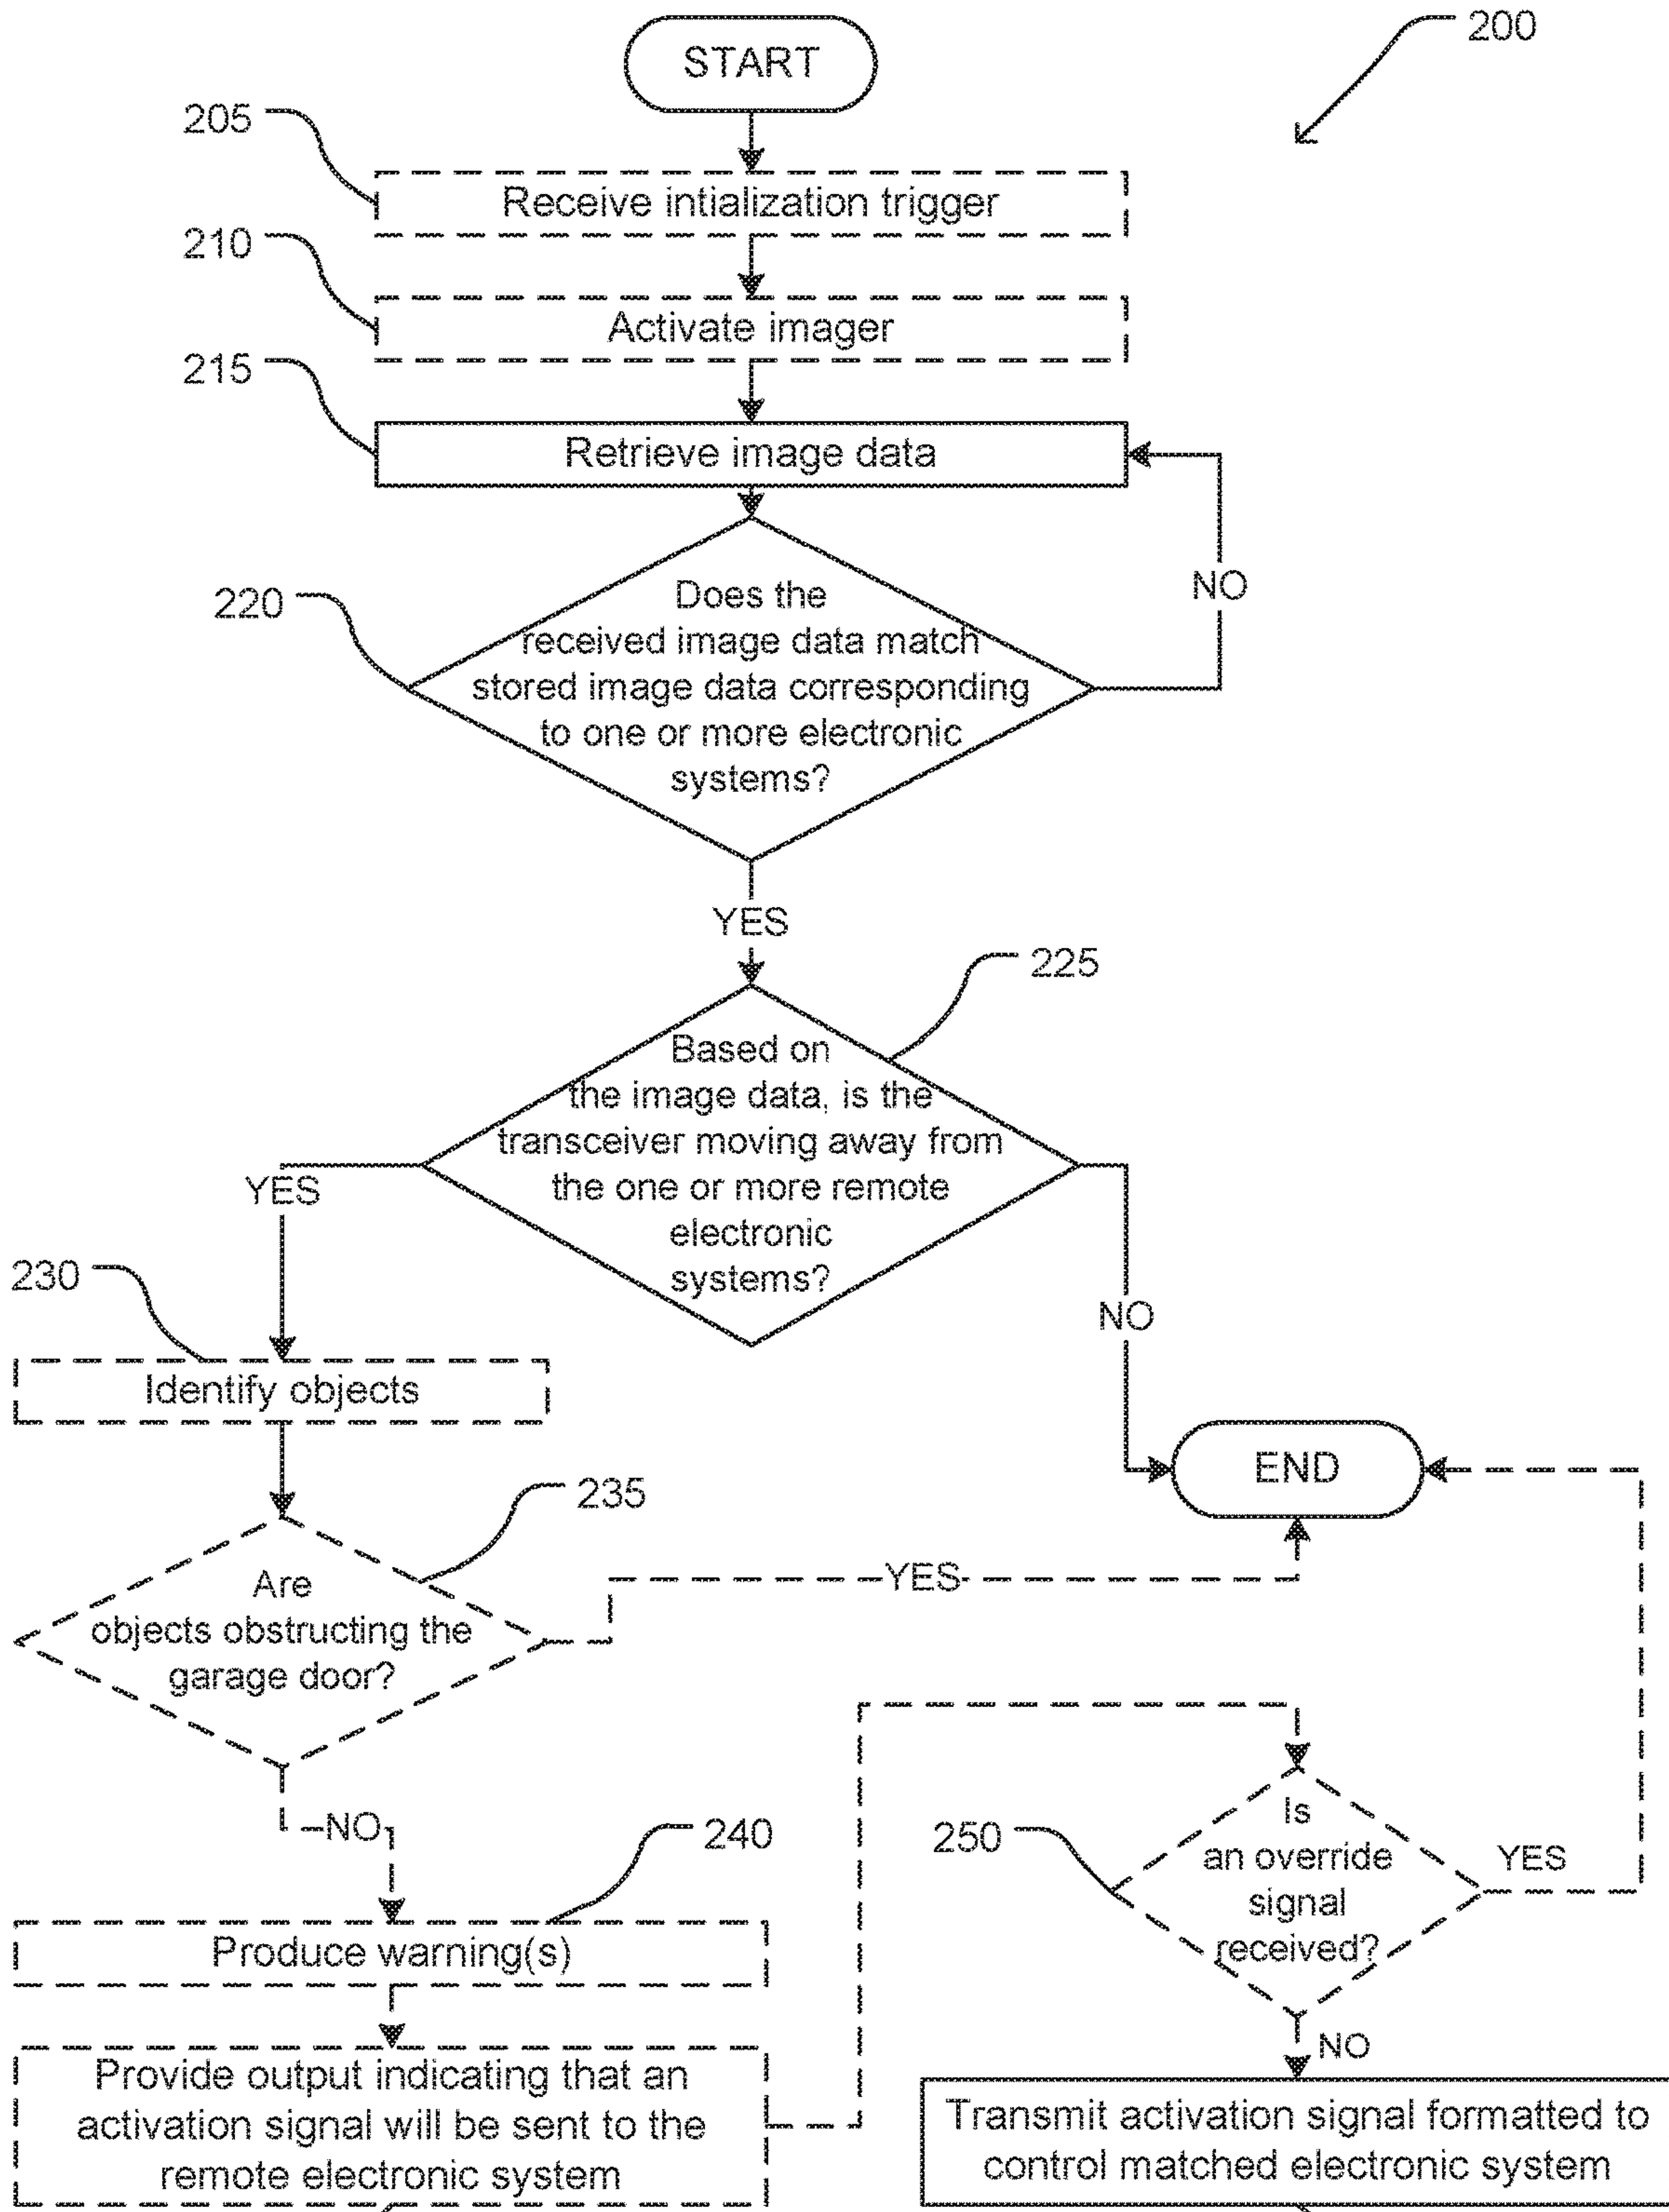 200
START
205
Receive intialization trigger
210
Activate imager
215
Retrieve image data
220
Does the
received image data match
stored image data corresponding
to one or more electronic
systems?
NO
YES
225
Based on
the image data, is the
transceiver moving away from
the one or more remote
electronic
systems?
YES
NO
230
Identify objects
END
235
Are
objects obstructing the
garage door?
YES
NO
240
Produce warning(s)
250
Is
an override
signal
received?
YES
NO
Provide output indicating that an
activation signal will be sent to the
remote electronic system
Transmit activation signal formatted to
control matched electronic system